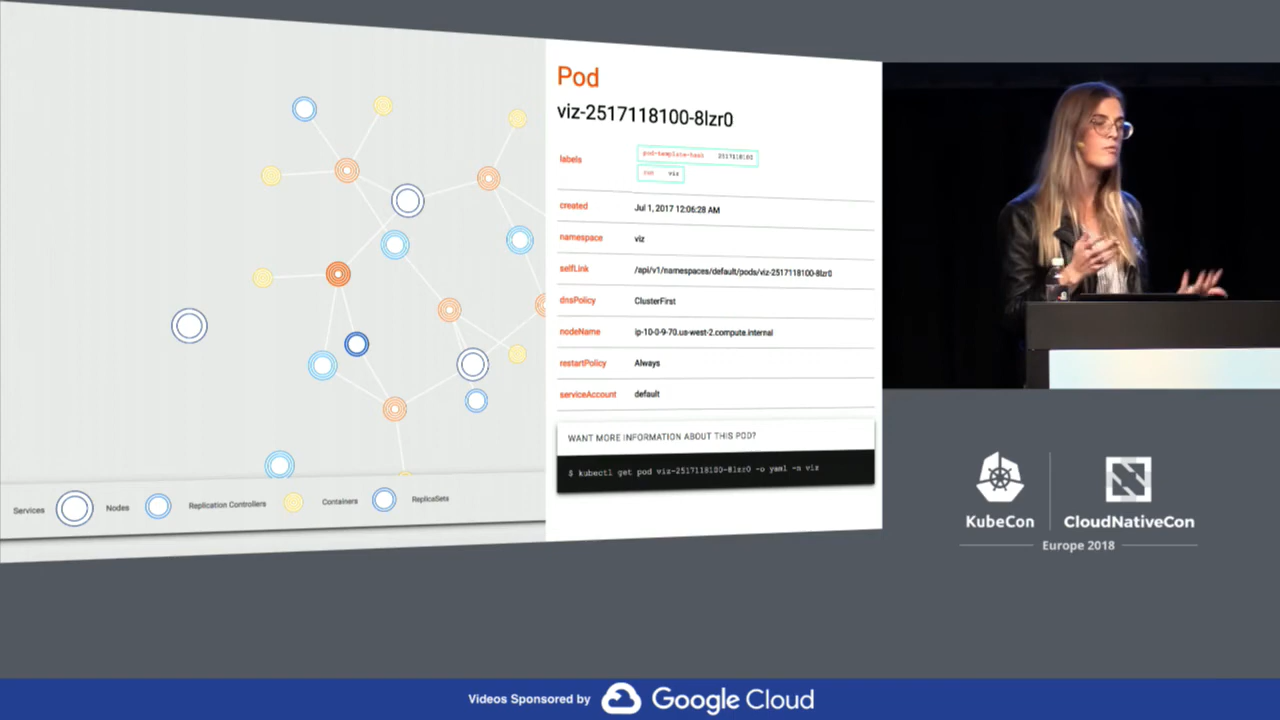 Pod
viz-2517118100-8lzr0
labels
pod-template-hash 2517118100
run viz
created Jul 1, 2017 12:06:28 AM
namespace viz
selfLink /api/v1/namespaces/default/pods/viz-2517118100-8lzr0
dnsPolicy ClusterFirst
nodeName ip-10-0-9-70.us-west-2.compute.internal
restartPolicy Always
serviceAccount default
WANT MORE INFORMATION ABOUT THIS POD?
$ kubectl get pod viz-2517118100-8lzr0 -o yaml -n viz
Services Nodes Replication Controllers Containers ReplicaSets
KubeCon CloudNativeCon
Europe 2018
Videos Sponsored by Google Cloud